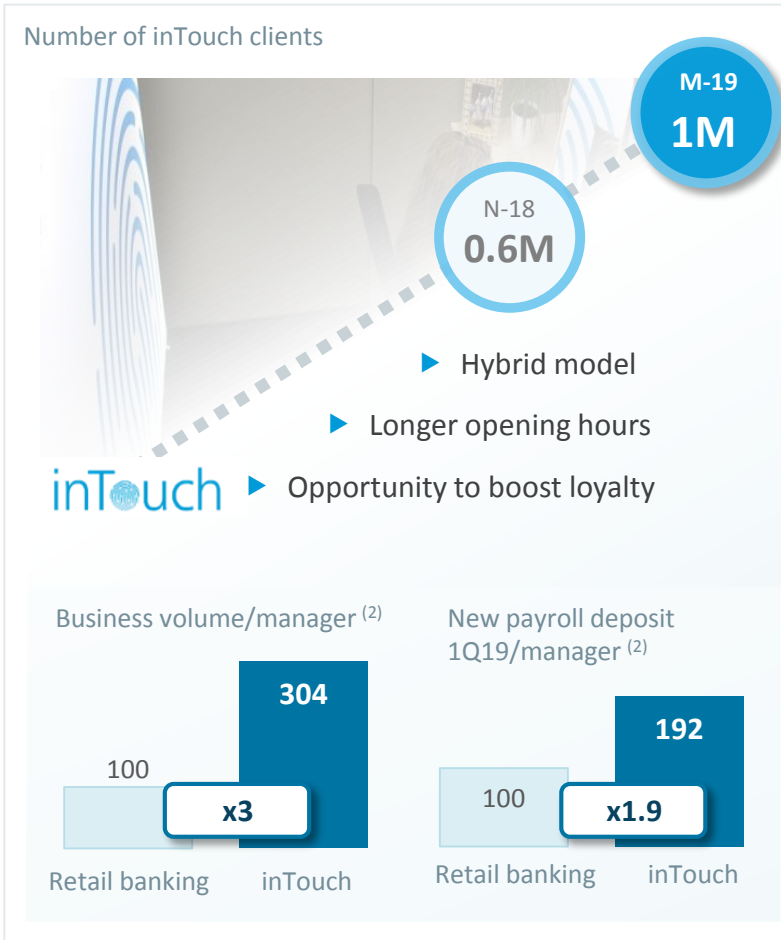 Number of inTouch clients
M-19
1M
N-18
0.6M
Hybrid model
Longer opening hours
inTouch
Opportunity to boost loyalty
Business volume/manager (2)
304
100
x3
Retail banking
inTouch
New payroll deposit
1Q19/manager (2)
192
100
x1.9
Retail banking
inTouch